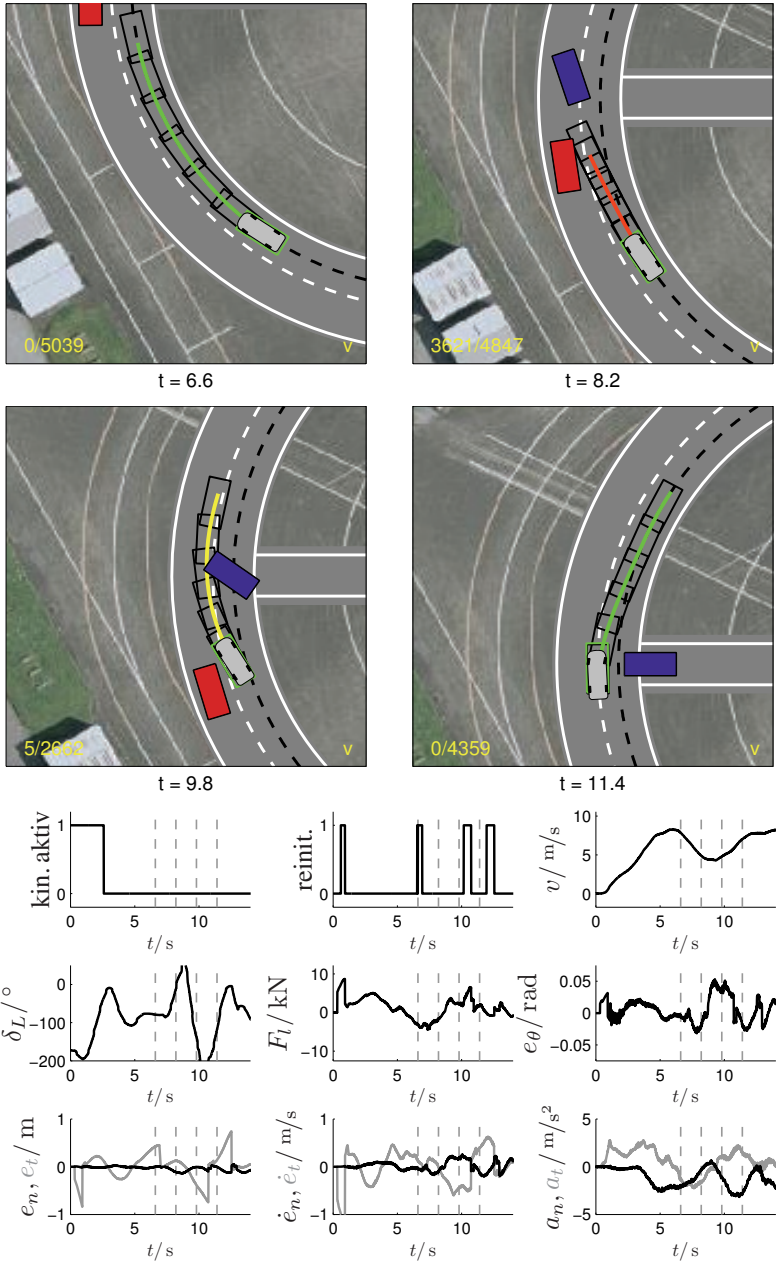 0/5039 v
3621/4847 v
t = 6.6
t = 8.2
5/2662 v
0/4359 v
t = 9.8
t = 11.4
kin. aktiv
1
0
0 5 10
t/s
reinit.
1
0
0 5 10
t/s
v/m/s
10
5
0
0 5 10
t/s
δ_L/°
0
−100
−200
0 5 10
t/s
F_l/kN
10
0
−10
0 5 10
t/s
e_θ/rad
0.05
0
−0.05
0 5 10
t/s
e_n, e_t/m
1
0
−1
0 5 10
t/s
ė_n, ė_t/m/s
1
0
−1
0 5 10
t/s
a_n, a_t/m/s²
5
0
−5
0 5 10
t/s